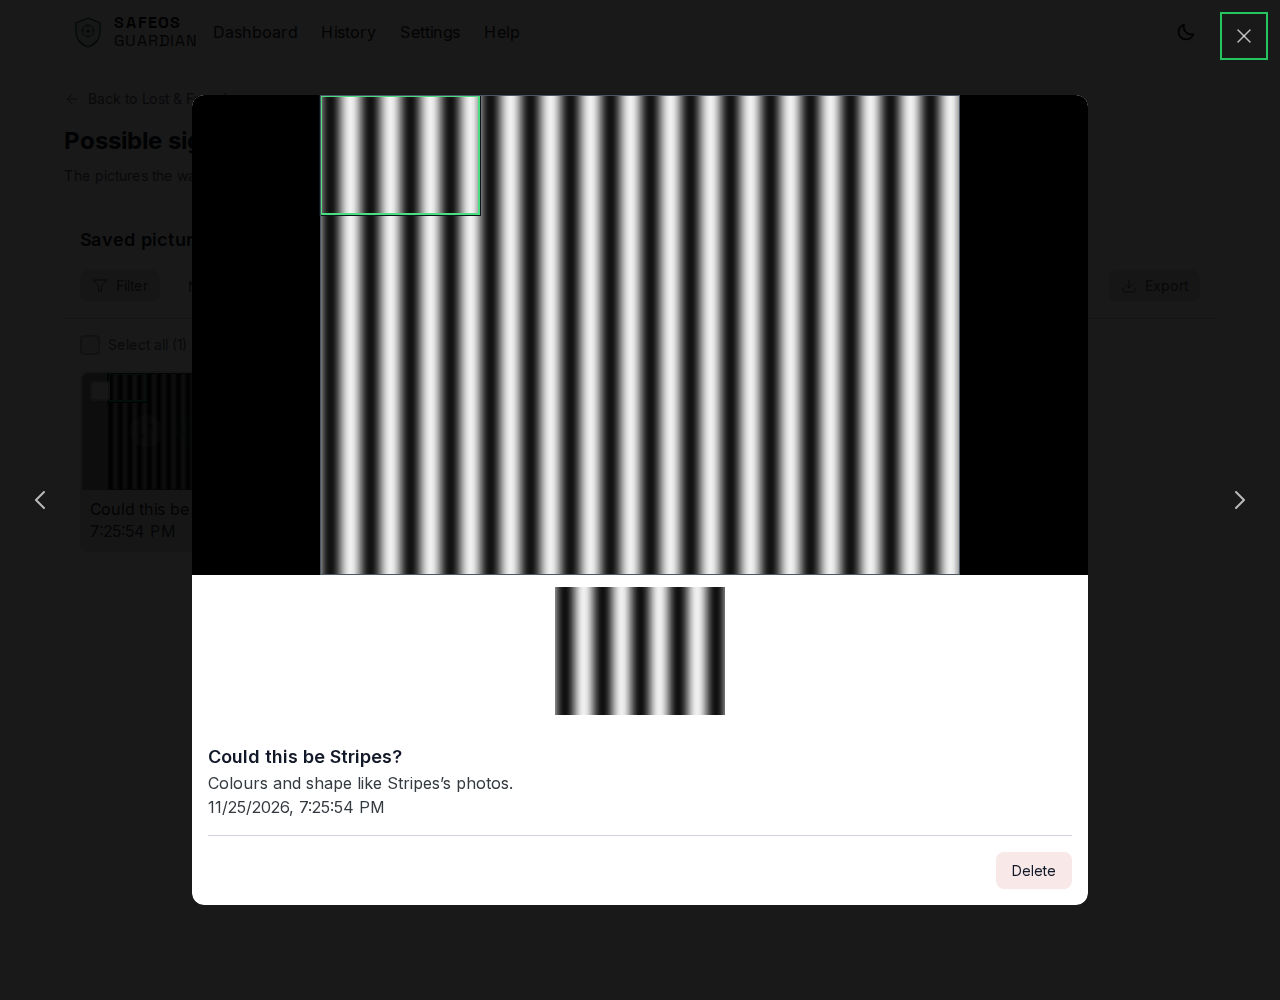 SAFEOS
GUARDIAN
Dashboard
History
Settings
Help
Back to Lost & F
Possible sig
The pictures the wa
Saved pictur
Filter
Export
Select all (1)
Could this be
7:25:54 PM
Could this be Stripes?
Colours and shape like Stripes’s photos.
11/25/2026, 7:25:54 PM
Delete